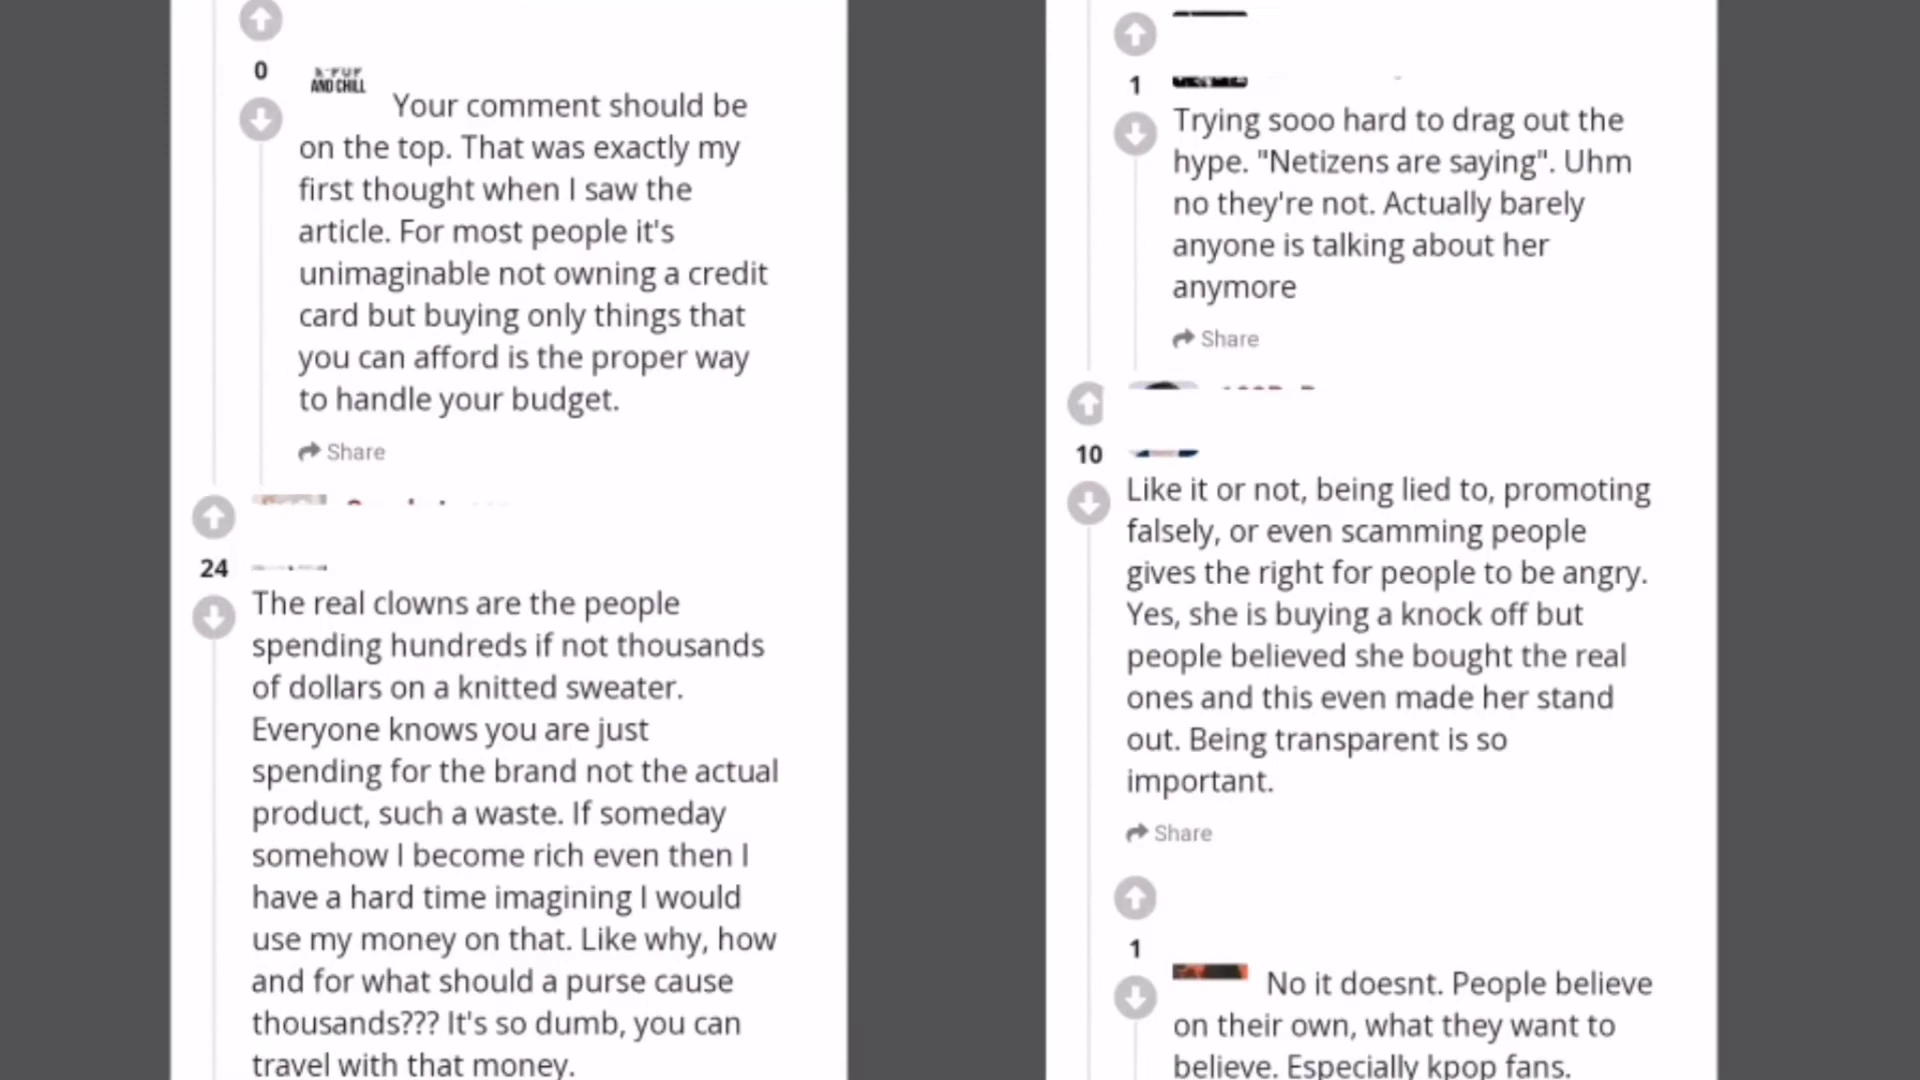 0
AND CHILL
Your comment should be
on the top. That was exactly my
first thought when I saw the
article. For most people it's
unimaginable not owning a credit
card but buying only things that
you can afford is the proper way
to handle your budget.
Share
24
The real clowns are the people
spending hundreds if not thousands
of dollars on a knitted sweater.
Everyone knows you are just
spending for the brand not the actual
product, such a waste. If someday
somehow I become rich even then I
have a hard time imagining I would
use my money on that. Like why, how
and for what should a purse cause
thousands??? It's so dumb, you can
travel with that money.
1
Trying sooo hard to drag out the
hype. "Netizens are saying". Uhm
no they're not. Actually barely
anyone is talking about her
anymore
Share
10
Like it or not, being lied to, promoting
falsely, or even scamming people
gives the right for people to be angry.
Yes, she is buying a knock off but
people believed she bought the real
ones and this even made her stand
out. Being transparent is so
important.
Share
1
No it doesnt. People believe
on their own, what they want to
believe. Especially kpop fans.